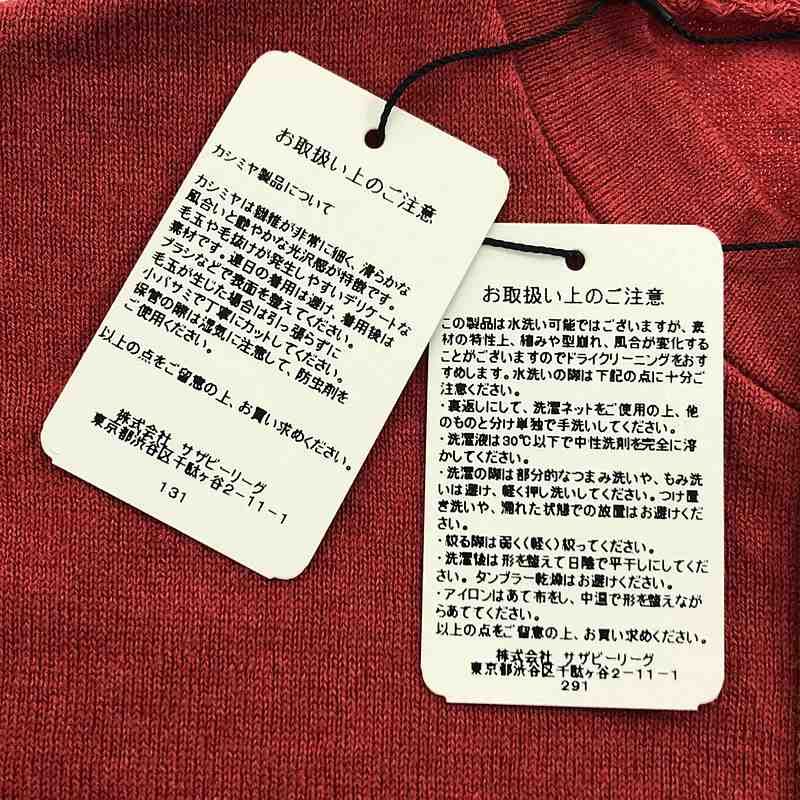 お取扱い上のご注意
カシミヤ製品について
カシミヤは繊維が非常に細く、滑らかな
風合いと艶やかな光沢感が特徴です。
毛玉や毛抜けが発生しやすいデリケートな
素材です。連日の着用は避け、着用後は
ブラシなどで表面を整えてください。
毛玉が生じた場合は引っ張らずに
小バサミで丁寧にカットしてください。
保管の際は湿気に注意して、防虫剤を
ご使用ください。
以上の点をご留意の上、お買い求めください。
株式会社 サザビーリーグ
東京都渋谷区千駄ヶ谷2-11-1
131
お取扱い上のご注意
この製品は水洗い可能ではございますが、素
材の特性上、縮みや型崩れ、風合が変化する
ことがございますのでドライクリーニングをおす
すめします。水洗いの際は下記の点に十分ご
注意ください。
・裏返しにして、洗濯ネットをご使用の上、他
のものと分け単独で手洗いしてください。
・洗濯液は30℃以下で中性洗剤を完全に溶
かしてください。
・洗濯の際は部分的なつまみ洗いや、もみ洗
いは避け、軽く押し洗いしてください。つけ置
き洗いや、濡れた状態での放置はお避けくだ
さい。
・絞る際は弱く(軽く)絞ってください。
・洗濯後は形を整えて日陰で平干しにしてくだ
さい。タンブラー乾燥はお避けください。
・アイロンはあて布をし、中温で形を整えなが
らあててください。
以上の点をご留意の上、お買い求めください。
株式会社 サザビーリーグ
東京都渋谷区千駄ヶ谷2-11-1
291